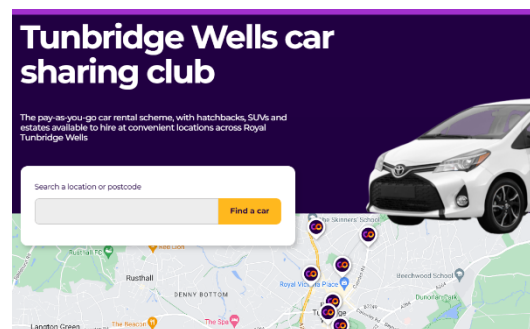 Tunbridge Wells car
sharing club
The pay-as-you-go car rental scheme, with hatchbacks, SUVs and
estates available to hire at convenient locations across Royal
Tunbridge Wells
Search a location or postcode
Find a car
The Skinners' School
Rusthall FC
Rusthall
Beechwood School
Royal Victoria Place
DENNY BOTTOM
Dunorlan Park
Langton Green
The Beacon
The Spa